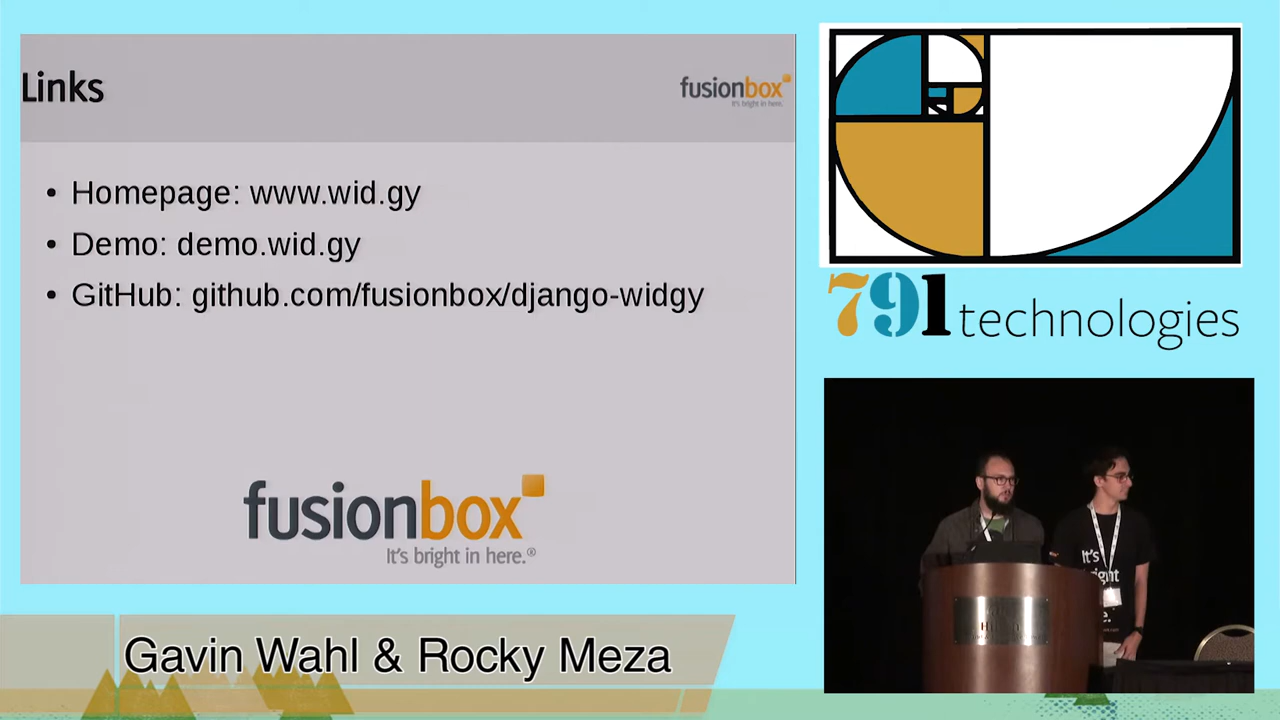 Links
fusionbox
It's bright in here.
• Homepage: www.wid.gy
• Demo: demo.wid.gy
• GitHub: github.com/fusionbox/django-widgy
fusionbox
It's bright in here.®
791 technologies
It's
Gavin Wahl & Rocky Meza